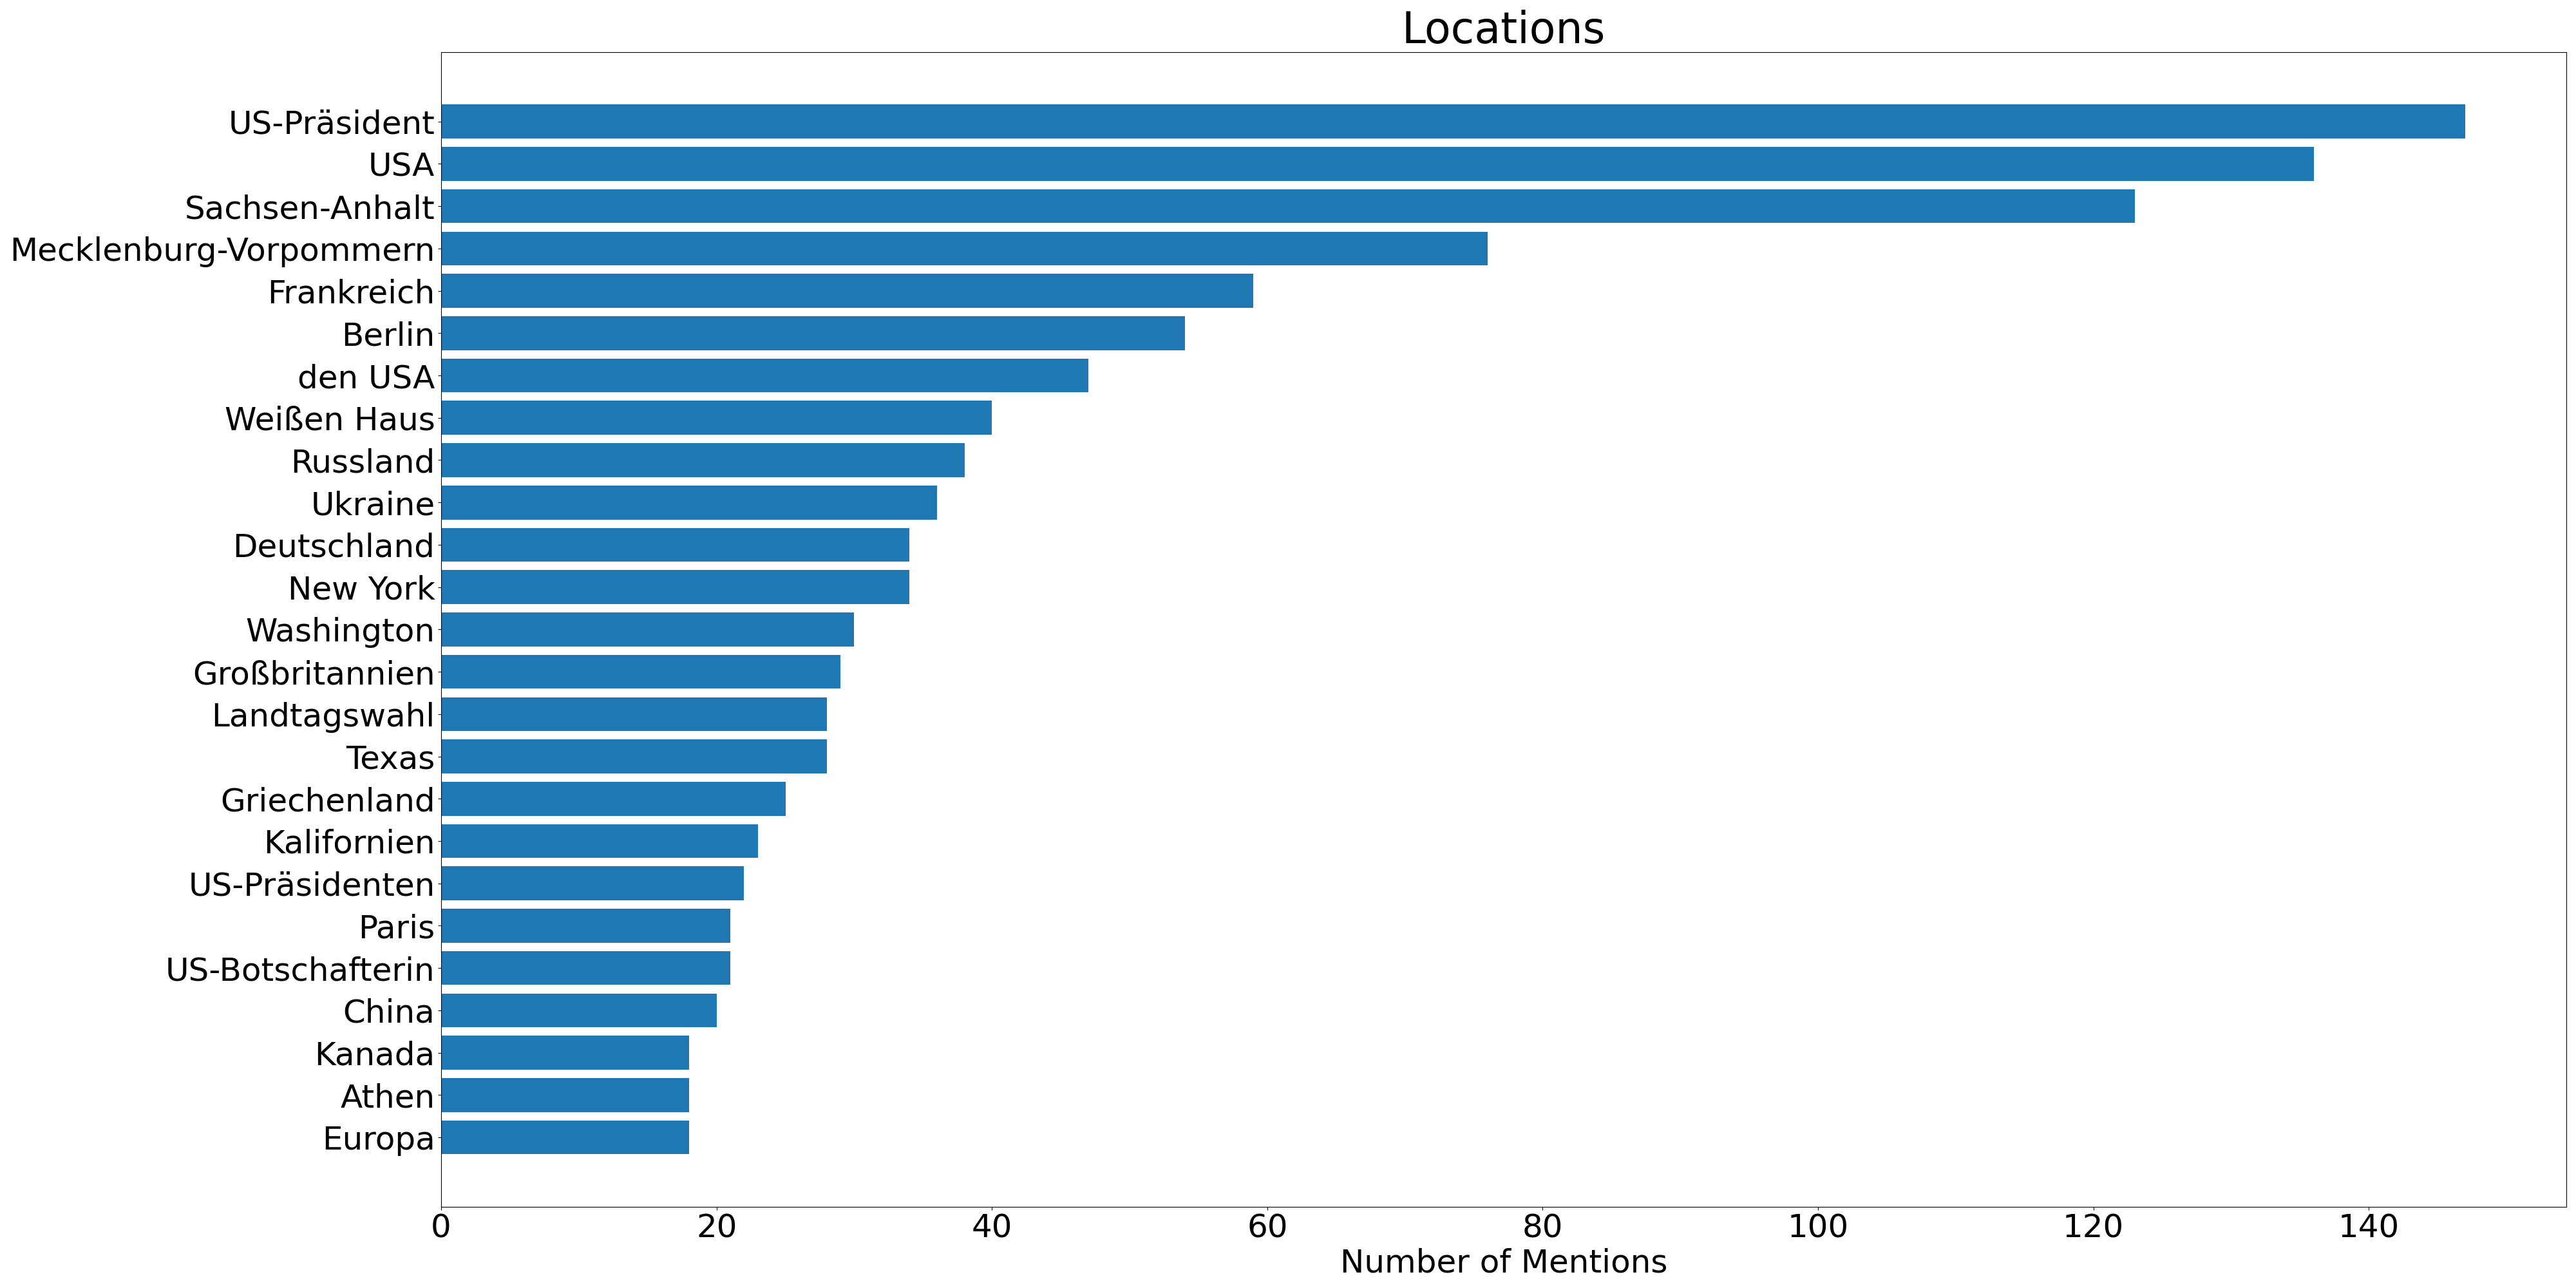 Locations
US-Präsident
USA
Sachsen-Anhalt
Mecklenburg-Vorpommern
Frankreich
Berlin
den USA
Weißen Haus
Russland
Ukraine
Deutschland
New York
Washington
Großbritannien
Landtagswahl
Texas
Griechenland
Kalifornien
US-Präsidenten
Paris
US-Botschafterin
China
Kanada
Athen
Europa
0 20 40 60 80 100 120 140
Number of Mentions